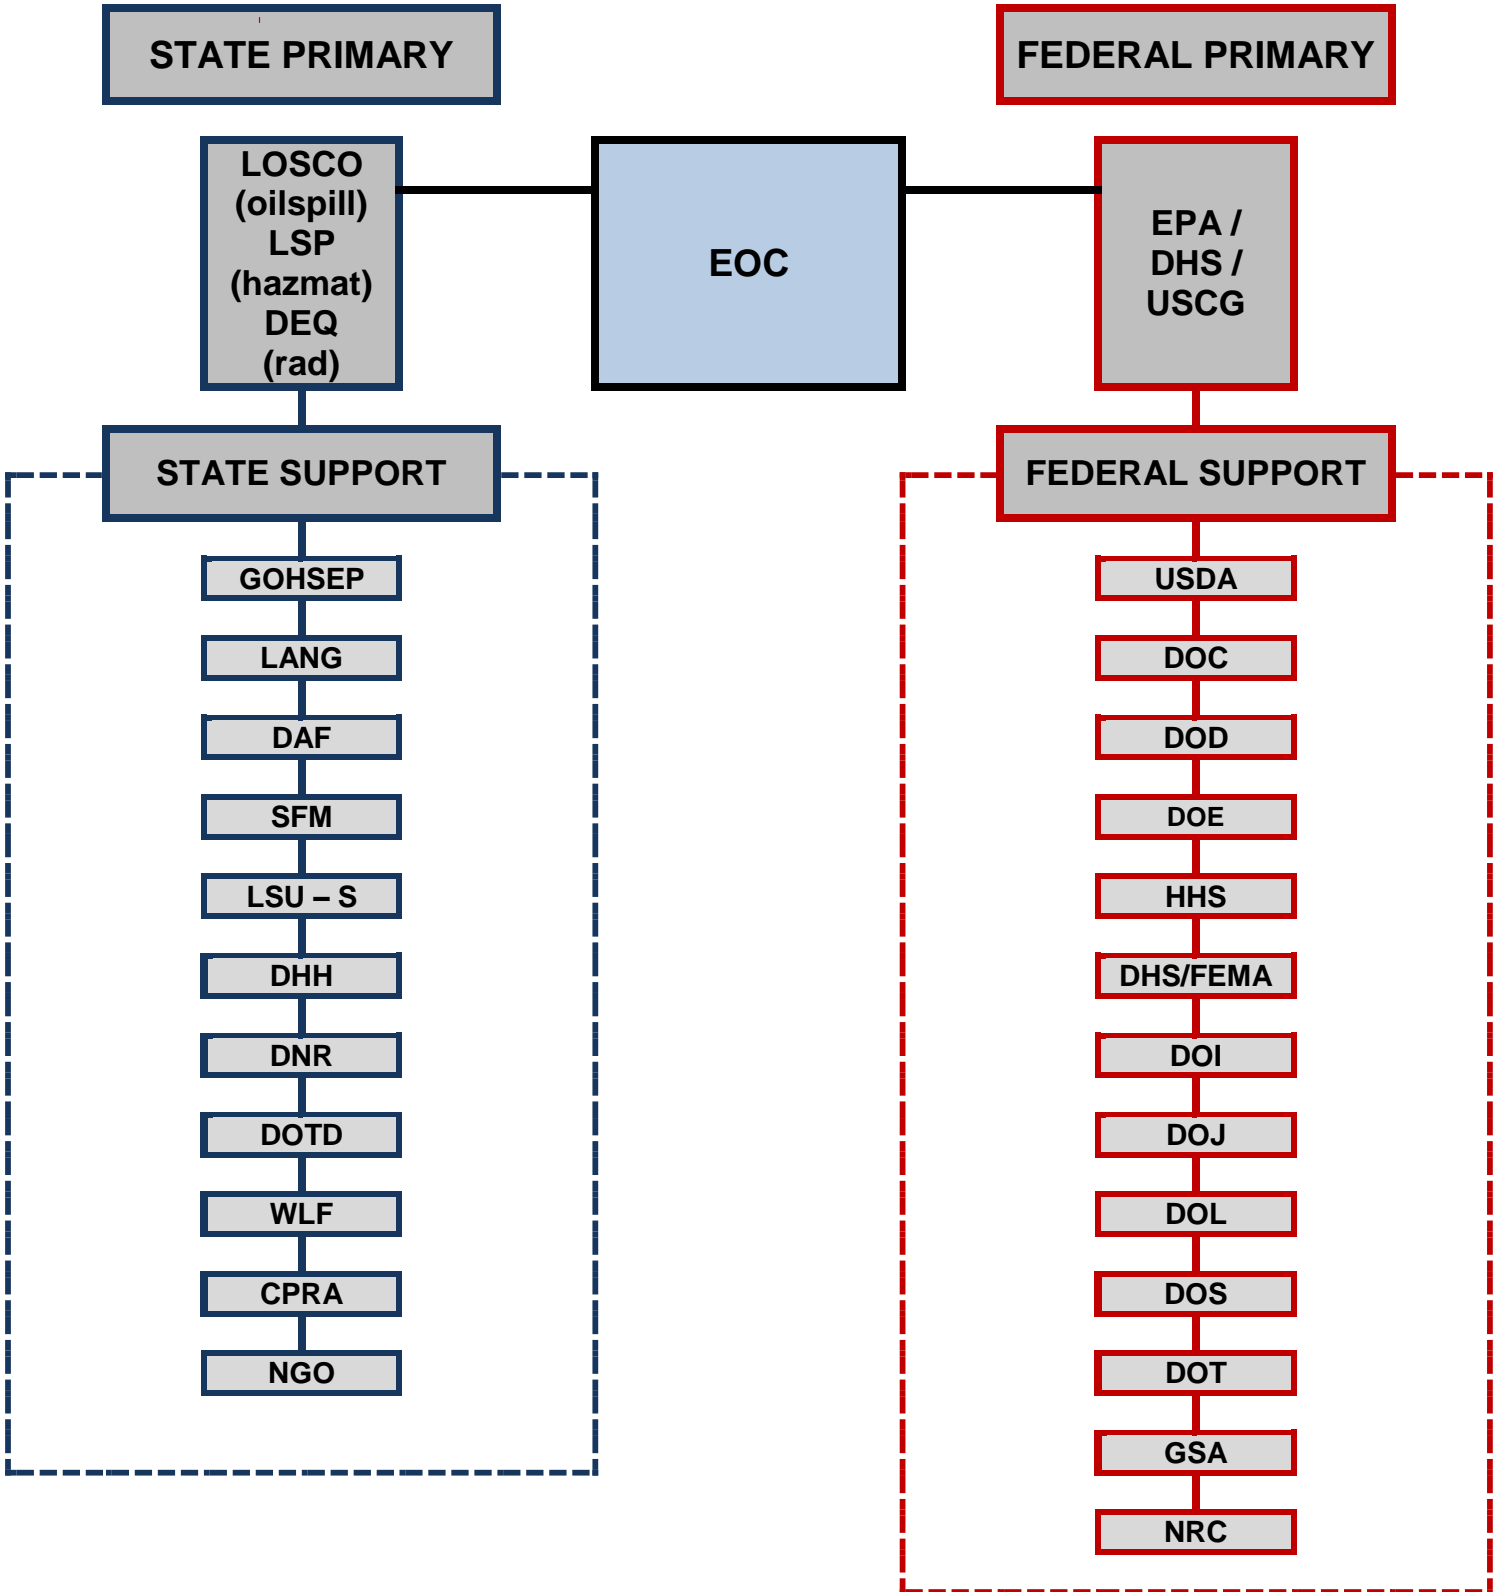 STATE PRIMARY
FEDERAL PRIMARY
LOSCO
(oilspill)
LSP
(hazmat)
DEQ
(rad)
EOC
EPA /
DHS /
USCG
STATE SUPPORT
GOHSEP
LANG
DAF
SFM
LSU – S
DHH
DNR
DOTD
WLF
CPRA
NGO
FEDERAL SUPPORT
USDA
DOC
DOD
DOE
HHS
DHS/FEMA
DOI
DOJ
DOL
DOS
DOT
GSA
NRC